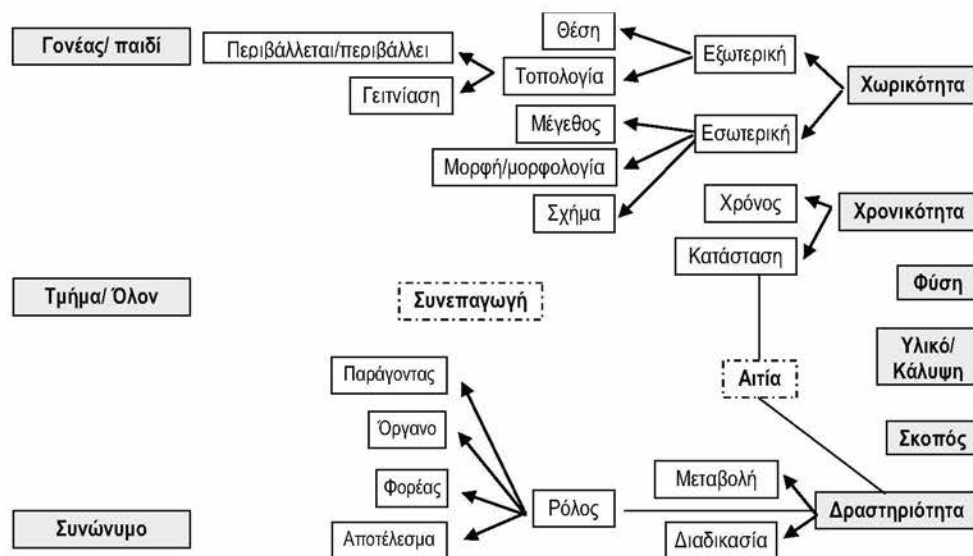 Γονέας/ παιδί
Περιβάλλεται/περιβάλλει
Γειτνίαση
Θέση
Τοπολογία
Εξωτερική
Χωρικότητα
Μέγεθος
Εσωτερική
Μορφή/μορφολογία
Σχήμα
Χρόνος
Χρονικότητα
Κατάσταση
Τμήμα/ Όλον
Συνεπαγωγή
Φύση
Υλικό/
Κάλυψη
Παράγοντας
Αιτία
Όργανο
Σκοπός
Φορέας
Μεταβολή
Συνώνυμο
Αποτέλεσμα
Ρόλος
Διαδικασία
Δραστηριότητα